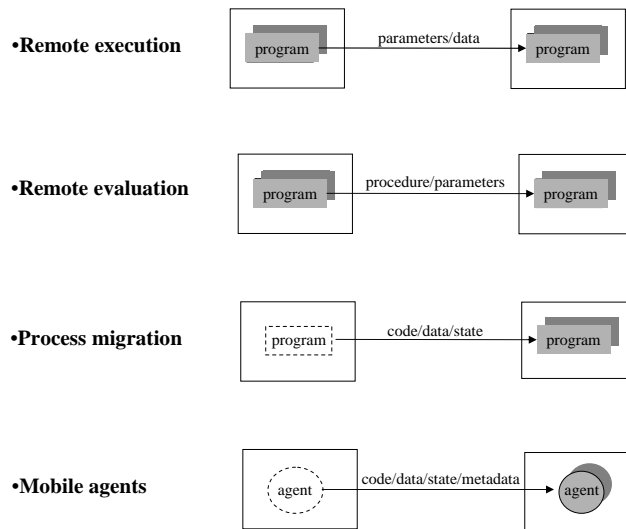 •Remote execution
program
parameters/data
program
•Remote evaluation
program
procedure/parameters
program
•Process migration
program
code/data/state
program
•Mobile agents
agent
code/data/state/metadata
agent